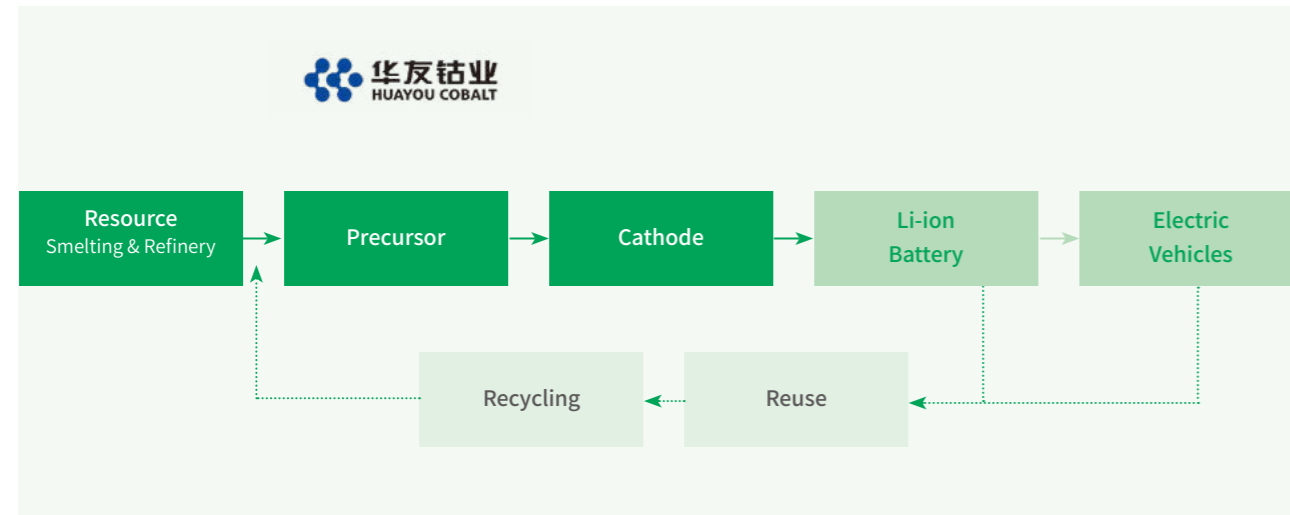 华友钴业
HUAYOU COBALT
Resource
Smelting & Refinery
Precursor
Cathode
Li-ion
Battery
Electric
Vehicles
Recycling
Reuse